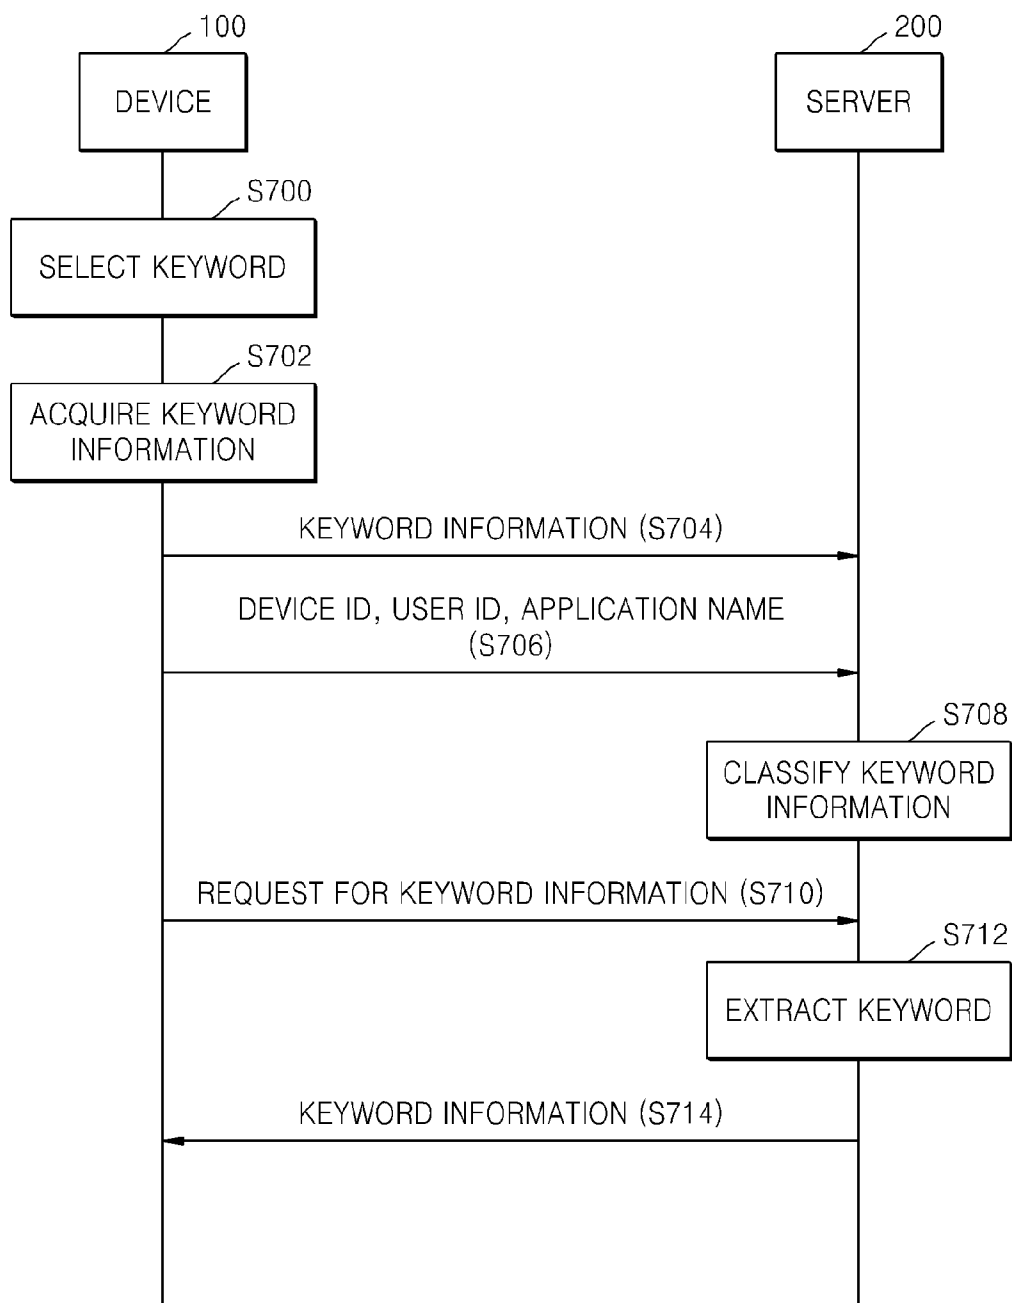 100
200
DEVICE
SERVER
S700
SELECT KEYWORD
S702
ACQUIRE KEYWORD
INFORMATION
KEYWORD INFORMATION (S704)
DEVICE ID, USER ID, APPLICATION NAME
(S706)
S708
CLASSIFY KEYWORD
INFORMATION
REQUEST FOR KEYWORD INFORMATION (S710)
S712
EXTRACT KEYWORD
KEYWORD INFORMATION (S714)